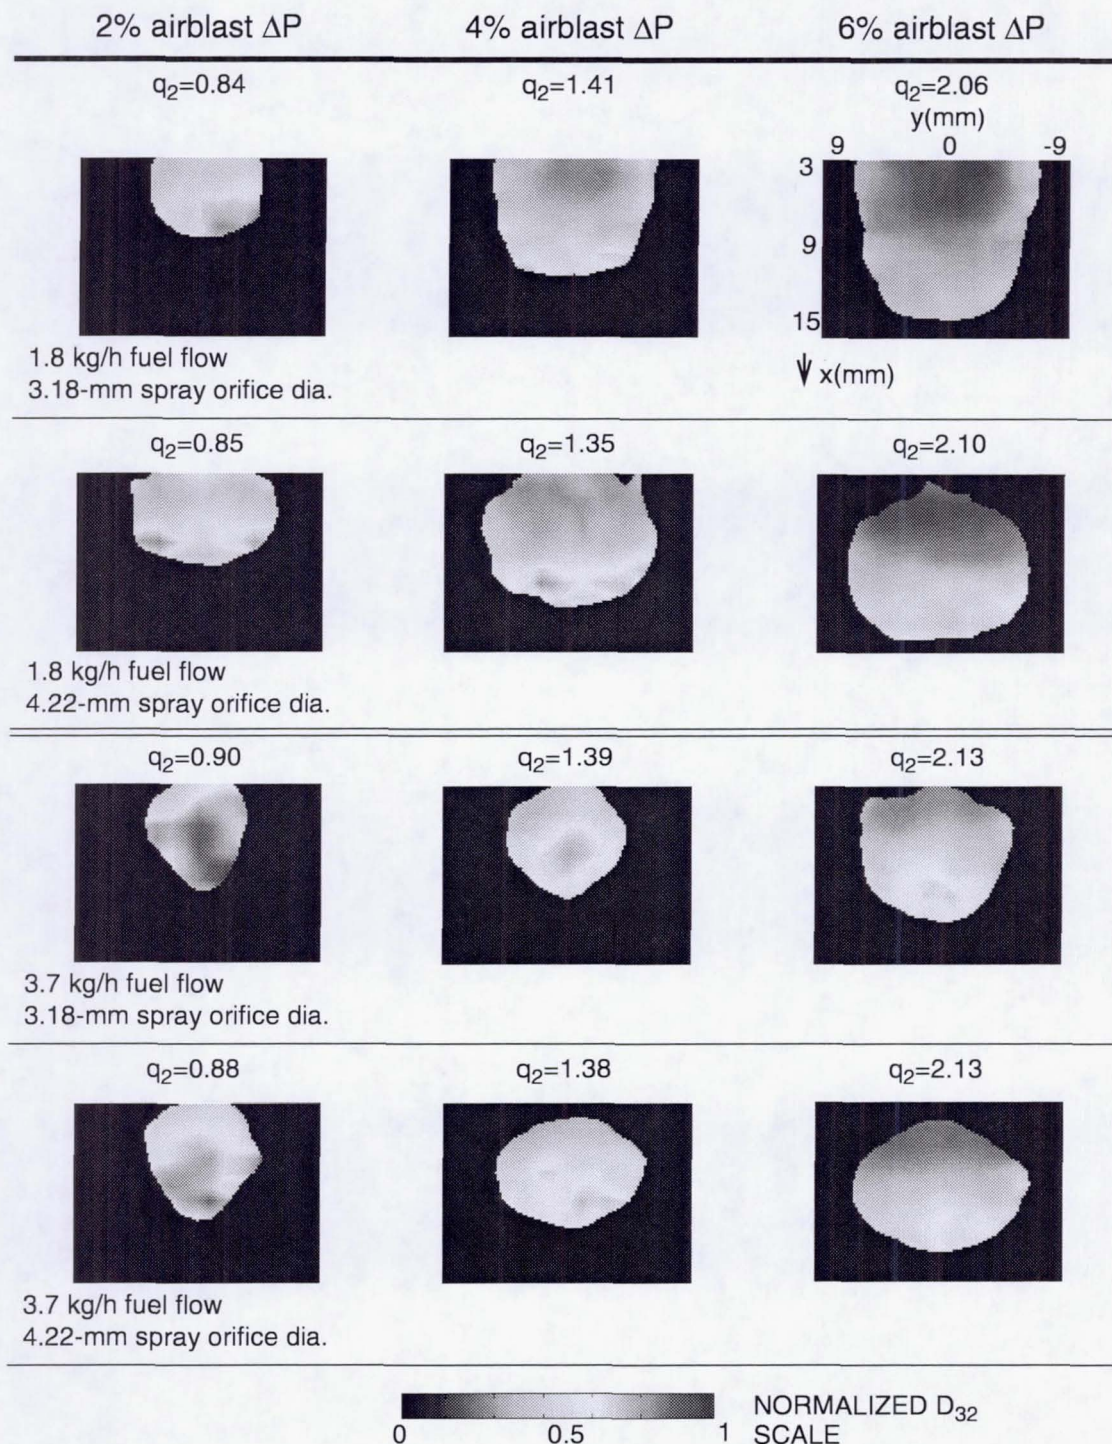 2% airblast ΔP 4% airblast ΔP 6% airblast ΔP
q₂=0.84 q₂=1.41 q₂=2.06
y(mm)
9 0 -9
3
9
15
x(mm)
1.8 kg/h fuel flow
3.18-mm spray orifice dia.
q₂=0.85 q₂=1.35 q₂=2.10
1.8 kg/h fuel flow
4.22-mm spray orifice dia.
q₂=0.90 q₂=1.39 q₂=2.13
3.7 kg/h fuel flow
3.18-mm spray orifice dia.
q₂=0.88 q₂=1.38 q₂=2.13
3.7 kg/h fuel flow
4.22-mm spray orifice dia.
NORMALIZED D₃₂
0 0.5 1 SCALE